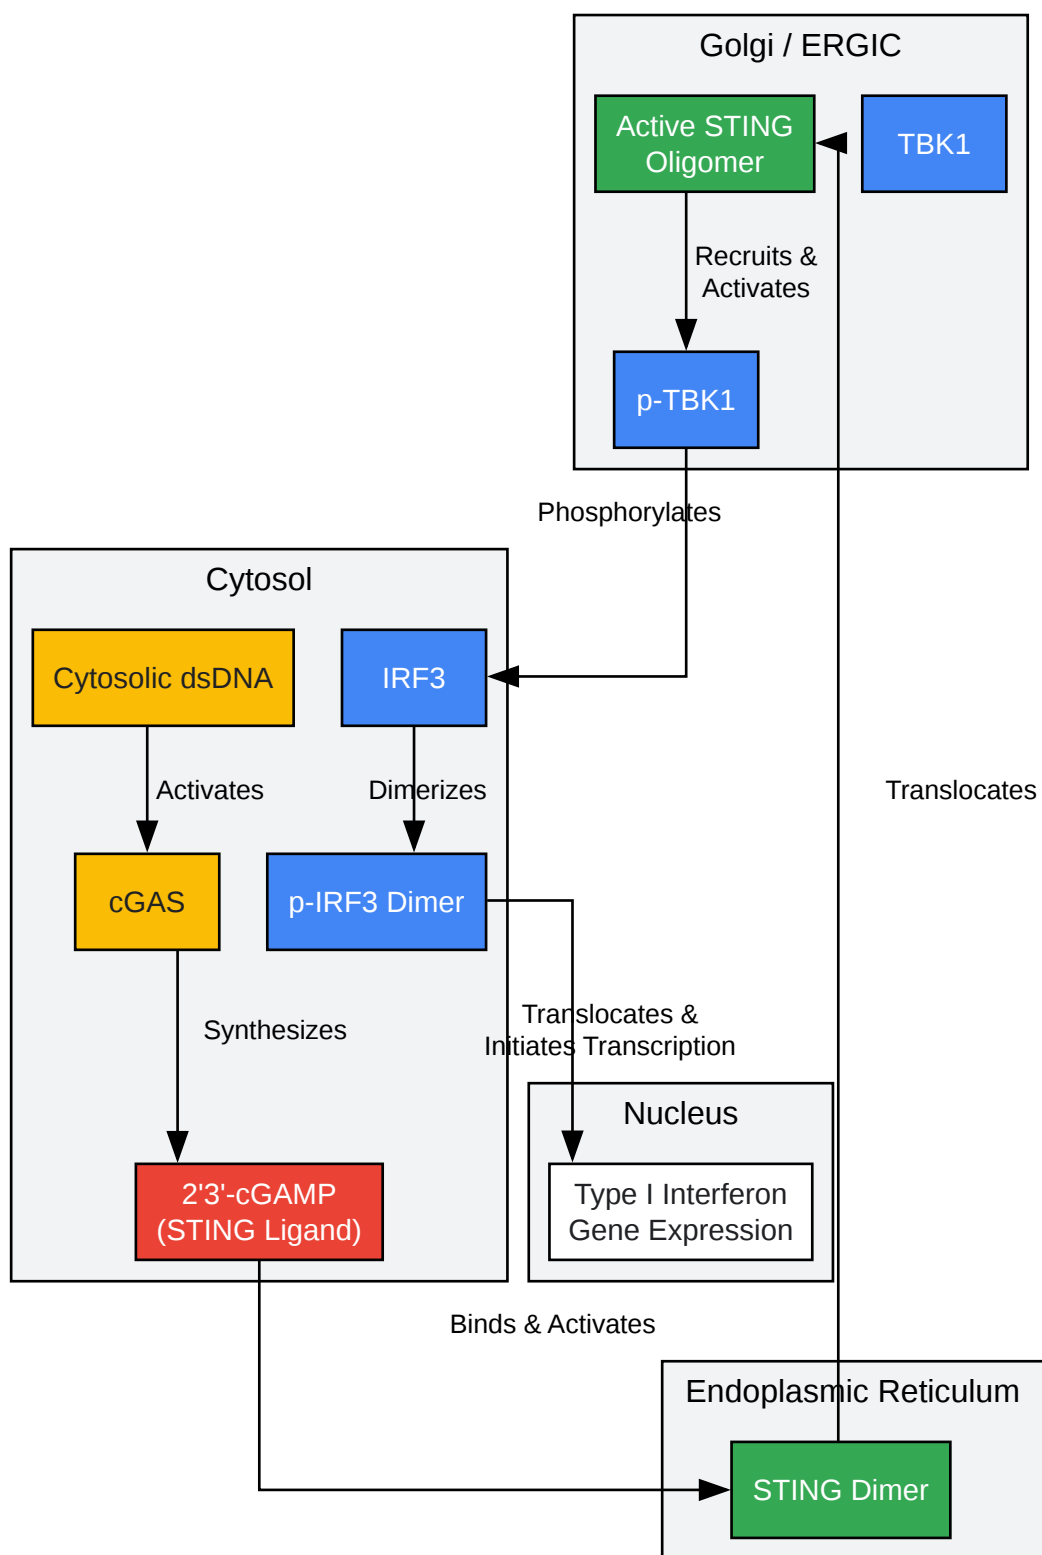 Golgi / ERGIC
Active STING
Oligomer
TBK1
Recruits &
Activates
p-TBK1
Phosphorylates
Cytosol
Cytosolic dsDNA
IRF3
Activates
Dimerizes
Translocates
cGAS
p-IRF3 Dimer
Synthesizes
Translocates &
Initiates Transcription
Nucleus
2'3'-cGAMP
(STING Ligand)
Type I Interferon
Gene Expression
Binds & Activates
Endoplasmic Reticulum
STING Dimer